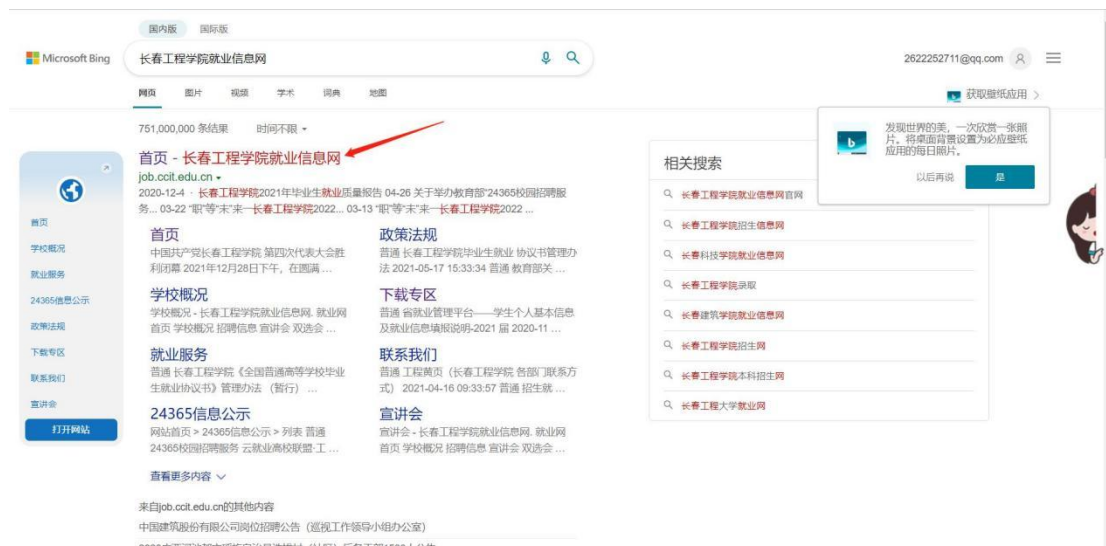 国内版 国际版
Microsoft Bing
长春工程学院就业信息网
2622252711@qq.com
网页 图片 视频 学术 词典 地图
获取壁纸应用 >
751,000,000 条结果 时间不限
发现世界的美，一次欣赏一张照
片。将桌面背景设置为必应壁纸
应用的每日照片。
以后再说 是
首页
学校概况
就业服务
24365信息公示
政策法规
下载专区
联系我们
宣讲会
打开网站
首页 - 长春工程学院就业信息网
job.ccit.edu.cn
2020-12-4 · 长春工程学院2021年毕业生就业质量报告 04-26 关于举办教育部“24365校园招聘服
务... 03-22 “职”等“未”来—长春工程学院2022... 03-13 “职”等“未”来—长春工程学院2022 ...
首页
中国共产党长春工程学院 第四次代表大会胜
利闭幕 2021年12月28日下午，在圆满 ...
政策法规
普通 长春工程学院毕业生就业 协议书管理办
法 2021-05-17 15:33:34 普通 教育部关 ...
学校概况
学校概况 - 长春工程学院就业信息网. 就业网
首页 学校概况 招聘信息 宣讲会 双选会 ...
下载专区
普通 省就业管理平台——学生个人基本信息
及就业信息填报说明-2021 届 2020-11 ...
就业服务
普通 长春工程学院《全国普通高等学校毕业
生就业协议书》管理办法 （暂行） ...
联系我们
普通 工程黄页（长春工程学院 各部门联系方
式） 2021-04-16 09:33:57 普通 招生就 ...
24365信息公示
网站首页 > 24365信息公示 > 列表 普通
24365校园招聘服务 云就业高校联盟·工 ...
宣讲会
宣讲会 - 长春工程学院就业信息网. 就业网
首页 学校概况 招聘信息 宣讲会 双选会 ...
查看更多内容
来自job.ccit.edu.cn的其他内容
中国建筑股份有限公司岗位招聘公告（巡视工作领导小组办公室）
相关搜索
长春工程学院就业信息网官网
长春工程学院招生信息网
长春科技学院就业信息网
长春工程学院录取
长春建筑学院就业信息网
长春工程学院招生网
长春工程学院本科招生网
长春工程大学就业网